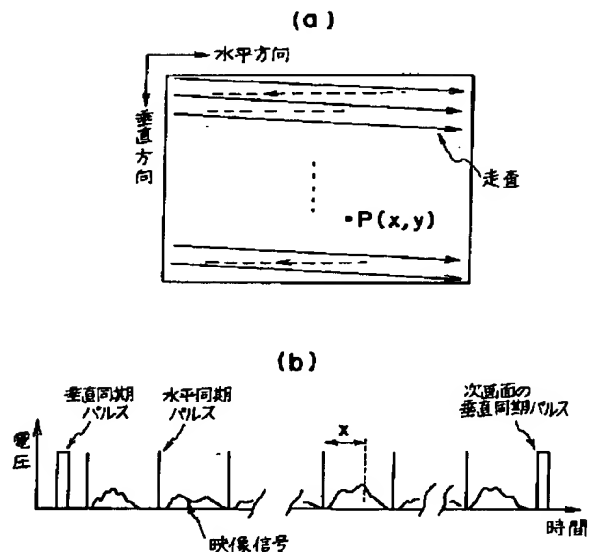 (a)
水平方向
垂直方向
走査
P(x,y)
(b)
垂直同期
パルス
水平同期
パルス
次画面の
垂直同期パルス
電圧
x
映像信号
時間